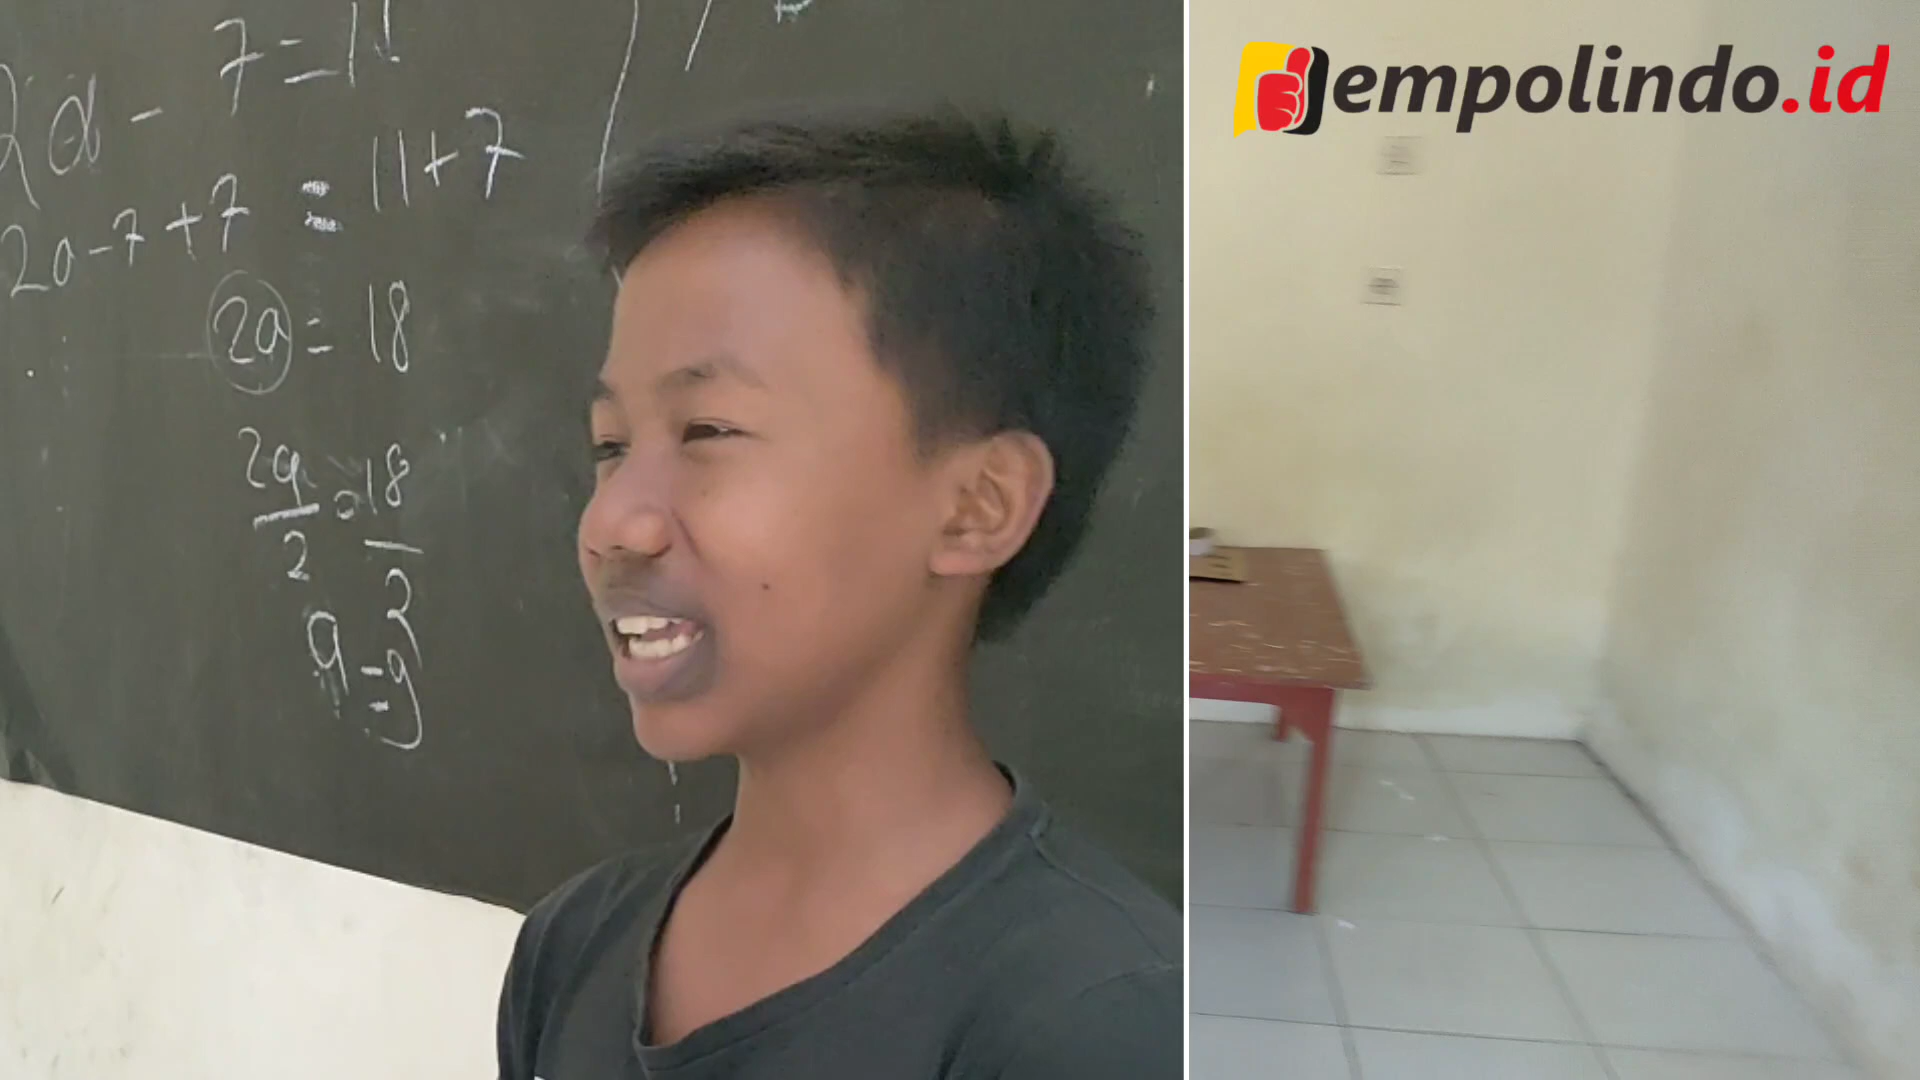 2a - 7 = 11
2a - 7 + 7 = 11 + 7
2a = 18
2a = 18
2 2
a = 9
Jempolindo.id